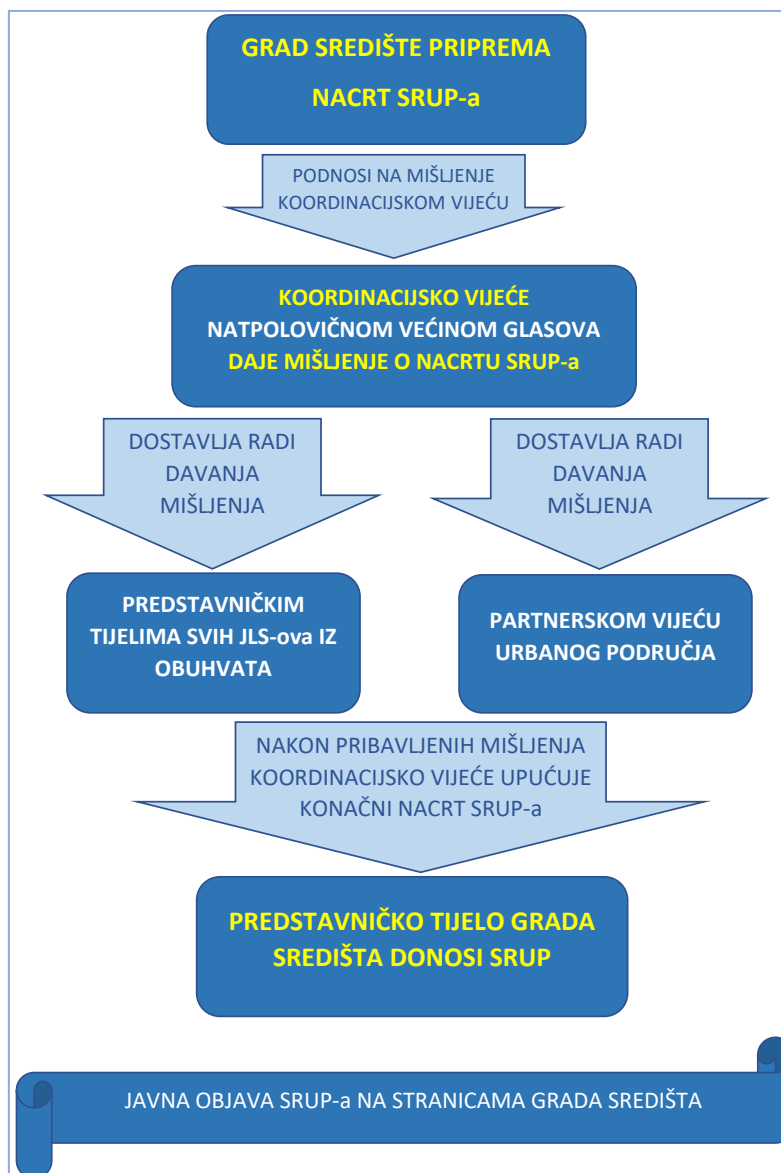 GRAD SREDIŠTE PRIPREMA
NACRT SRUP-a
PODNOSI NA MIŠLJENJE
KOORDINACIJSKOM VIJEĆU
KOORDINACIJSKO VIJEĆE
NATPOLOVIČNOM VEĆINOM GLASOVA
DAJE MIŠLJENJE O NACRTU SRUP-a
DOSTAVLJA RADI
DAVANJA
MIŠLJENJA
DOSTAVLJA RADI
DAVANJA
MIŠLJENJA
PREDSTAVNIČKIM
TIJELIMA SVIH JLS-ova IZ
OBUHVATA
PARTNERSKOM VIJEĆU
URBANOG PODRUČJA
NAKON PRIBAVLJENIH MIŠLJENJA
KOORDINACIJSKO VIJEĆE UPUĆUJE
KONAČNI NACRT SRUP-a
PREDSTAVNIČKO TIJELO GRADA
SREDIŠTA DONOSI SRUP
JAVNA OBJAVA SRUP-a NA STRANICAMA GRADA SREDIŠTA